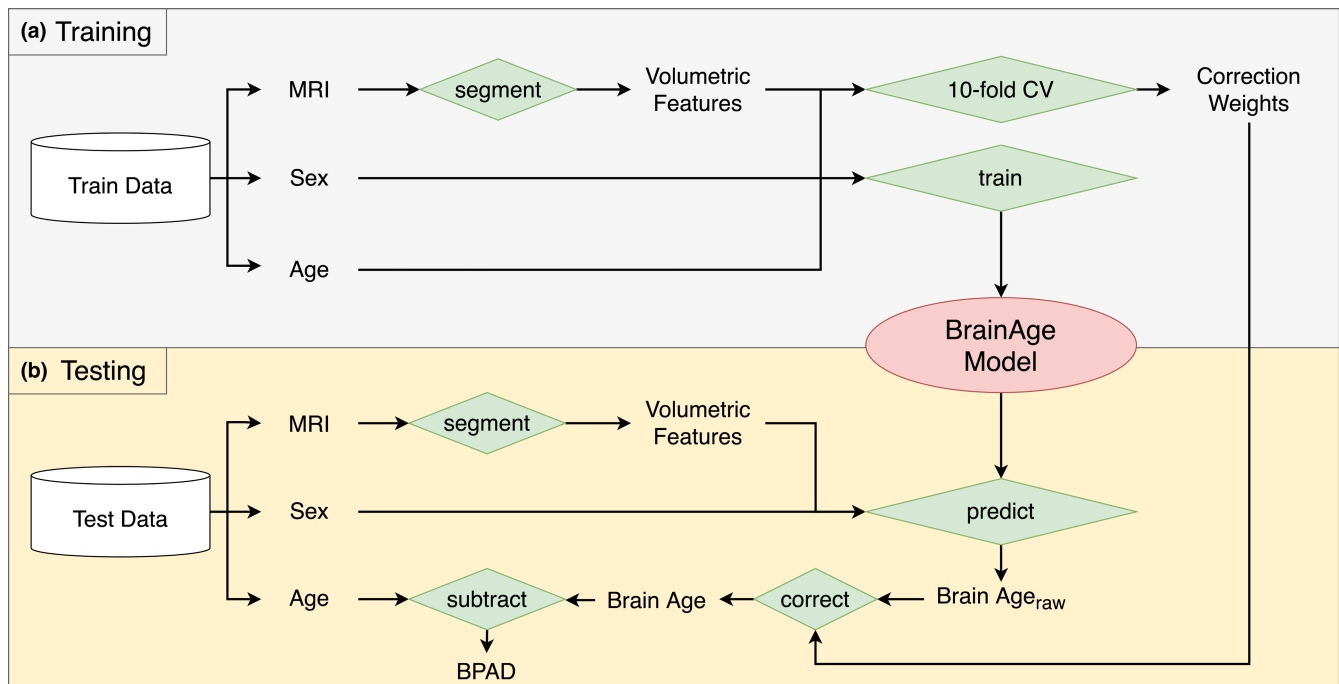 (a) Training
MRI
segment
Volumetric
Features
10-fold CV
Correction
Weights
Train Data
Sex
train
Age
BrainAge
Model
(b) Testing
MRI
segment
Volumetric
Features
Test Data
Sex
predict
Age
subtract
Brain Age
correct
Brain Age_raw
BPAD